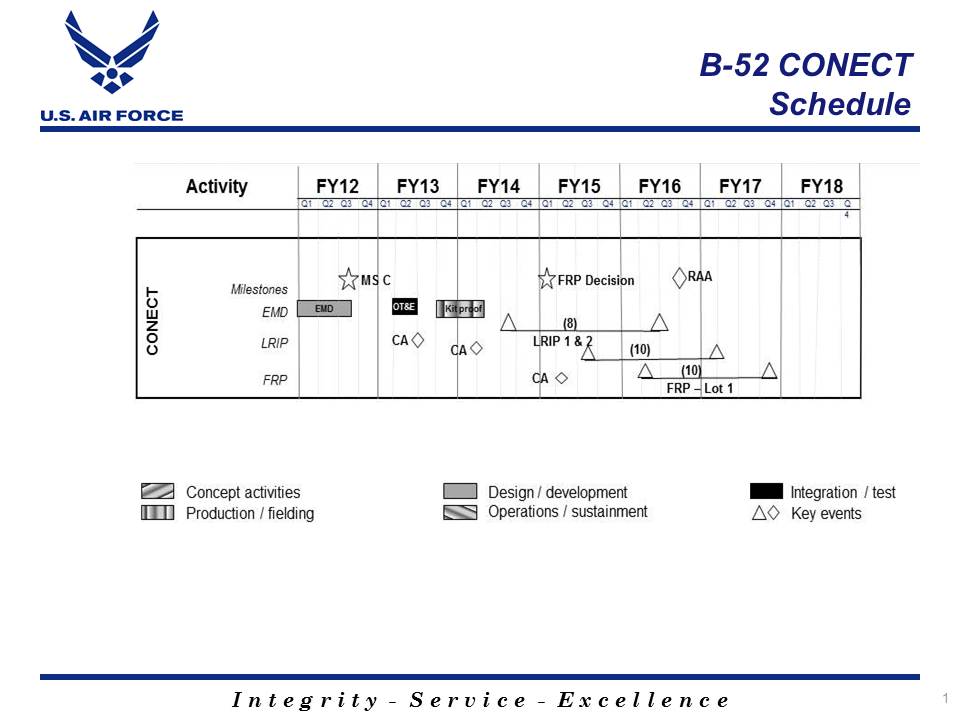 U.S. AIR FORCE
B-52 CONECT
Schedule
Activity FY12 FY13 FY14 FY15 FY16 FY17 FY18
Q1 Q2 Q3 Q4 Q1 Q2 Q3 Q4 Q1 Q2 Q3 Q4 Q1 Q2 Q3 Q4 Q1 Q2 Q3 Q4 Q1 Q2 Q3 Q4 Q1 Q2 Q3 Q
4
CONECT
Milestones MS C FRP Decision RAA
EMD EMD OT&E Kit proof
(8)
LRIP CA CA LRIP 1 & 2 (10)
FRP CA (10)
FRP – Lot 1
Concept activities Design / development Integration / test
Production / fielding Operations / sustainment Key events
Integrity - Service - Excellence
1